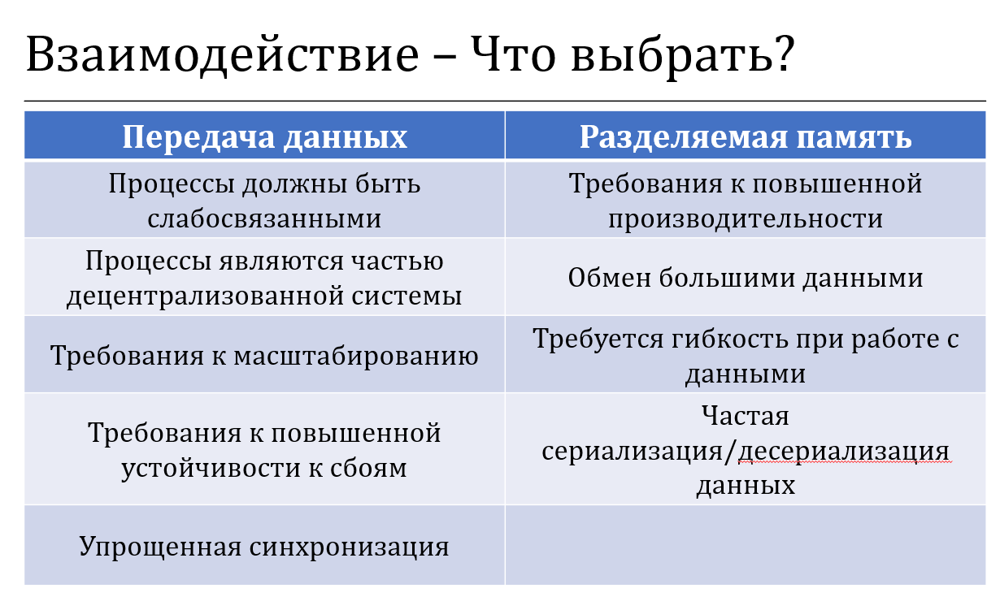 Взаимодействие – Что выбрать?
Передача данных
Разделяемая память
Процессы должны быть
слабосвязанными
Требования к повышенной
производительности
Процессы являются частью
децентрализованной системы
Обмен большими данными
Требования к масштабированию
Требуется гибкость при работе с
данными
Требования к повышенной
устойчивости к сбоям
Частая
сериализация/десериализация
данных
Упрощенная синхронизация